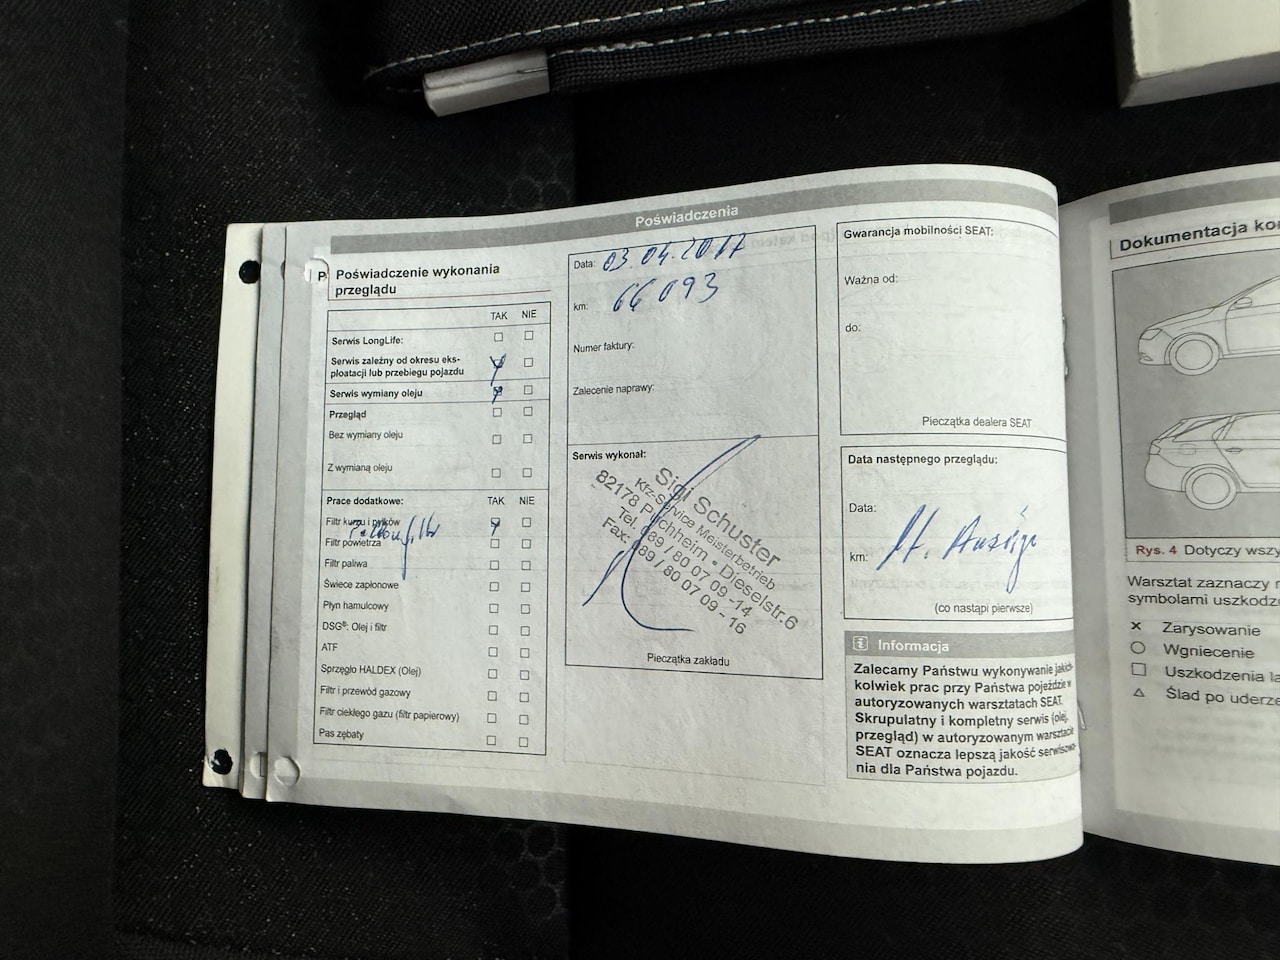 Poświadczenia
P
Poświadczenie wykonania
przeglądu
TAK NIE
Serwis LongLife:
Serwis zależny od okresu eks-
ploatacji lub przebiegu pojazdu
Serwis wymiany oleju
Przegląd
Bez wymiany oleju
Z wymianą oleju
Prace dodatkowe: TAK NIE
Filtr kurzu i pyłków
Filtr powietrza
Filtr paliwa
Świece zapłonowe
Płyn hamulcowy
DSG®: Olej i filtr
ATF
Sprzęgło HALDEX (Olej)
Filtr i przewód gazowy
Filtr ciekłego gazu (filtr papierowy)
Pas zębaty
Data: 03.04.2017
km: 66 093
Numer faktury:
Zalecenie naprawy:
Serwis wykonał:
Sigi Schuster
Kfz-Service Meisterbetrieb
82178 Puchheim • Dieselstr.6
Tel. 089 / 80 07 09 -14
Fax: 089 / 80 07 09 - 16
Pieczątka zakładu
Gwarancja mobilności SEAT:
Ważna od:
do:
Pieczątka dealera SEAT
Data następnego przeglądu:
Data:
km: lt. Anzeige
(co nastąpi pierwsze)
Informacja
Zalecamy Państwu wykonywanie jakich-
kolwiek prac przy Państwa pojeździe w
autoryzowanych warsztatach SEAT.
Skrupulatny i kompletny serwis (olej,
przegląd) w autoryzowanym warsztacie
SEAT oznacza lepszą jakość serwisowa-
nia dla Państwa pojazdu.
Dokumentacja ko
Rys. 4 Dotyczy wszy
Warsztat zaznaczy
symbolami uszkodz
Zarysowanie
Wgniecenie
Uszkodzenia la
Ślad po uderze